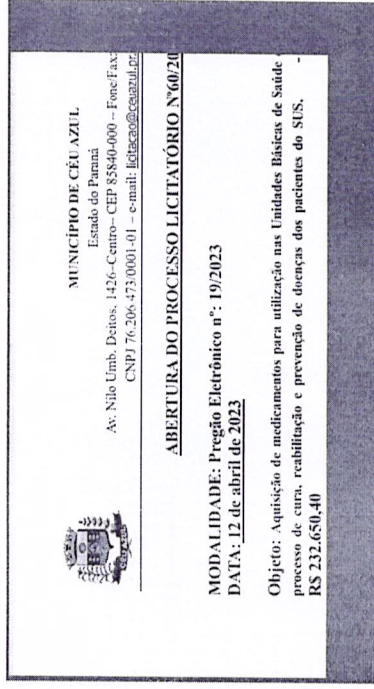 MUNICÍPIO DE CÉU AZUL
Estado do Paraná
Av. Nilo Umb. Deitos, 1426–Centro– CEP 85840-000 – Fone/Fax:
CNPJ 76.206.473/0001-01 – e-mail: licitacao@ceuazul.pr.
ABERTURA DO PROCESSO LICITATÓRIO Nº60/20
MODALIDADE: Pregão Eletrônico nº: 19/2023
DATA: 12 de abril de 2023
Objeto: Aquisição de medicamentos para utilização nas Unidades Básicas de Saúde
processo de cura, reabilitação e prevenção de doenças dos pacientes do SUS. -
R$ 232.650,40